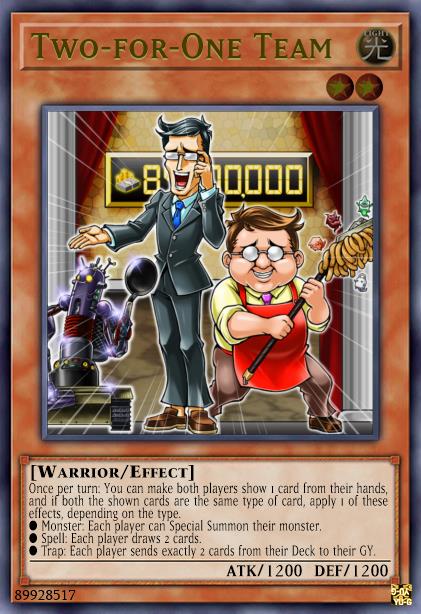 Two-for-One Team
LIGHT
光
[Warrior/Effect]
Once per turn: You can make both players show 1 card from their hands,
and if both the shown cards are the same type of card, apply 1 of these
effects, depending on the type.
● Monster: Each player can Special Summon their monster.
● Spell: Each player draws 2 cards.
● Trap: Each player sends exactly 2 cards from their Deck to their GY.
ATK/1200 DEF/1200
89928517